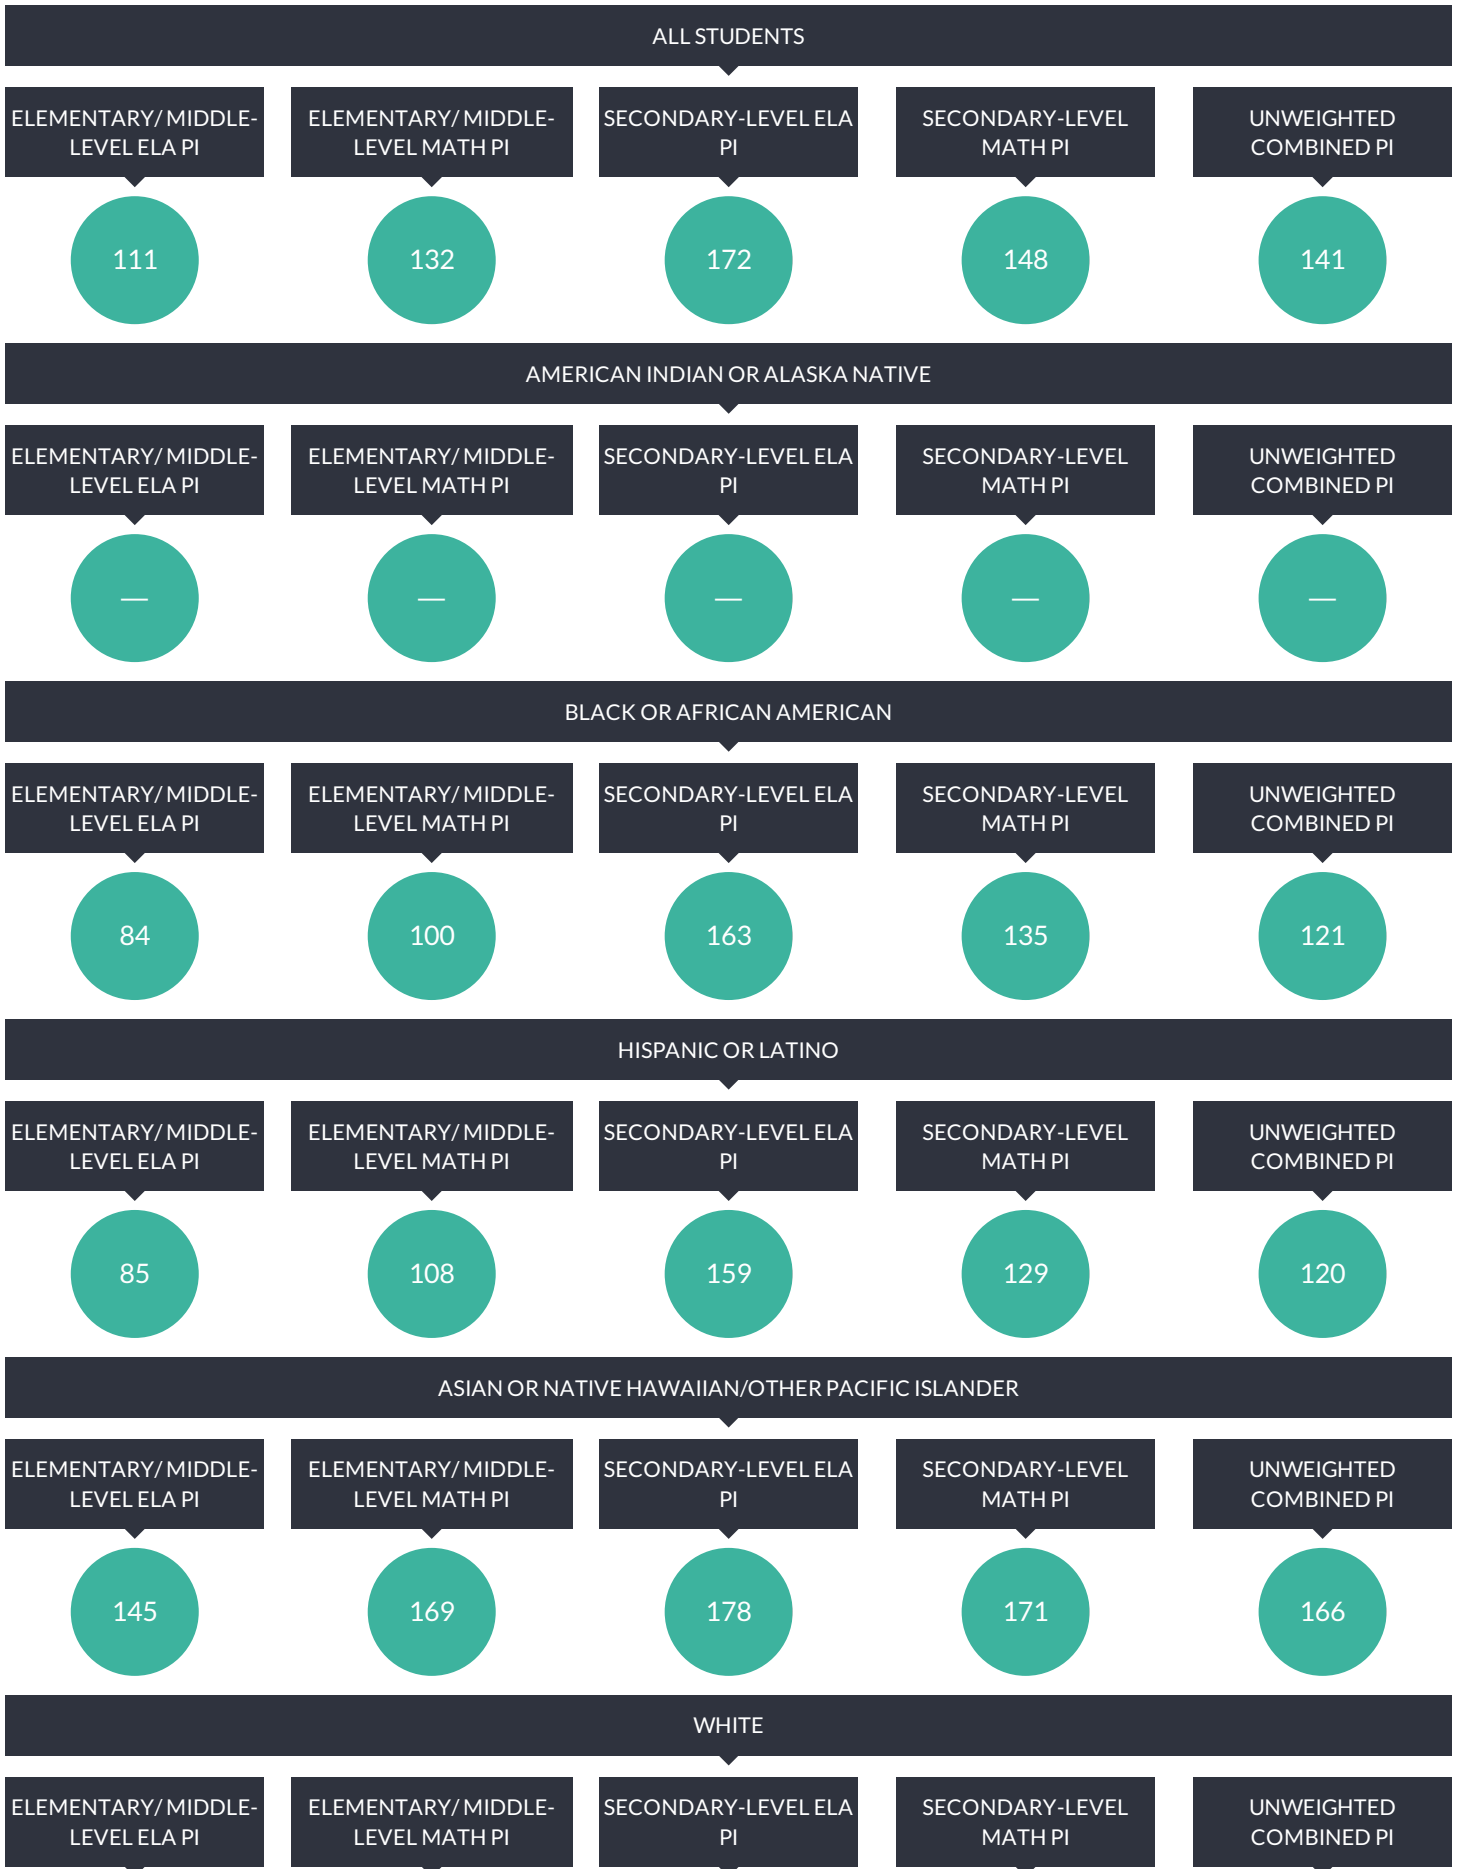 ALL STUDENTS
ELEMENTARY/ MIDDLE-
LEVEL ELA PI
ELEMENTARY/ MIDDLE-
LEVEL MATH PI
SECONDARY-LEVEL ELA
PI
SECONDARY-LEVEL
MATH PI
UNWEIGHTED
COMBINED PI
111
132
172
148
141
AMERICAN INDIAN OR ALASKA NATIVE
ELEMENTARY/ MIDDLE-
LEVEL ELA PI
ELEMENTARY/ MIDDLE-
LEVEL MATH PI
SECONDARY-LEVEL ELA
PI
SECONDARY-LEVEL
MATH PI
UNWEIGHTED
COMBINED PI
—
—
—
—
—
BLACK OR AFRICAN AMERICAN
ELEMENTARY/ MIDDLE-
LEVEL ELA PI
ELEMENTARY/ MIDDLE-
LEVEL MATH PI
SECONDARY-LEVEL ELA
PI
SECONDARY-LEVEL
MATH PI
UNWEIGHTED
COMBINED PI
84
100
163
135
121
HISPANIC OR LATINO
ELEMENTARY/ MIDDLE-
LEVEL ELA PI
ELEMENTARY/ MIDDLE-
LEVEL MATH PI
SECONDARY-LEVEL ELA
PI
SECONDARY-LEVEL
MATH PI
UNWEIGHTED
COMBINED PI
85
108
159
129
120
ASIAN OR NATIVE HAWAIIAN/OTHER PACIFIC ISLANDER
ELEMENTARY/ MIDDLE-
LEVEL ELA PI
ELEMENTARY/ MIDDLE-
LEVEL MATH PI
SECONDARY-LEVEL ELA
PI
SECONDARY-LEVEL
MATH PI
UNWEIGHTED
COMBINED PI
145
169
178
171
166
WHITE
ELEMENTARY/ MIDDLE-
LEVEL ELA PI
ELEMENTARY/ MIDDLE-
LEVEL MATH PI
SECONDARY-LEVEL ELA
PI
SECONDARY-LEVEL
MATH PI
UNWEIGHTED
COMBINED PI